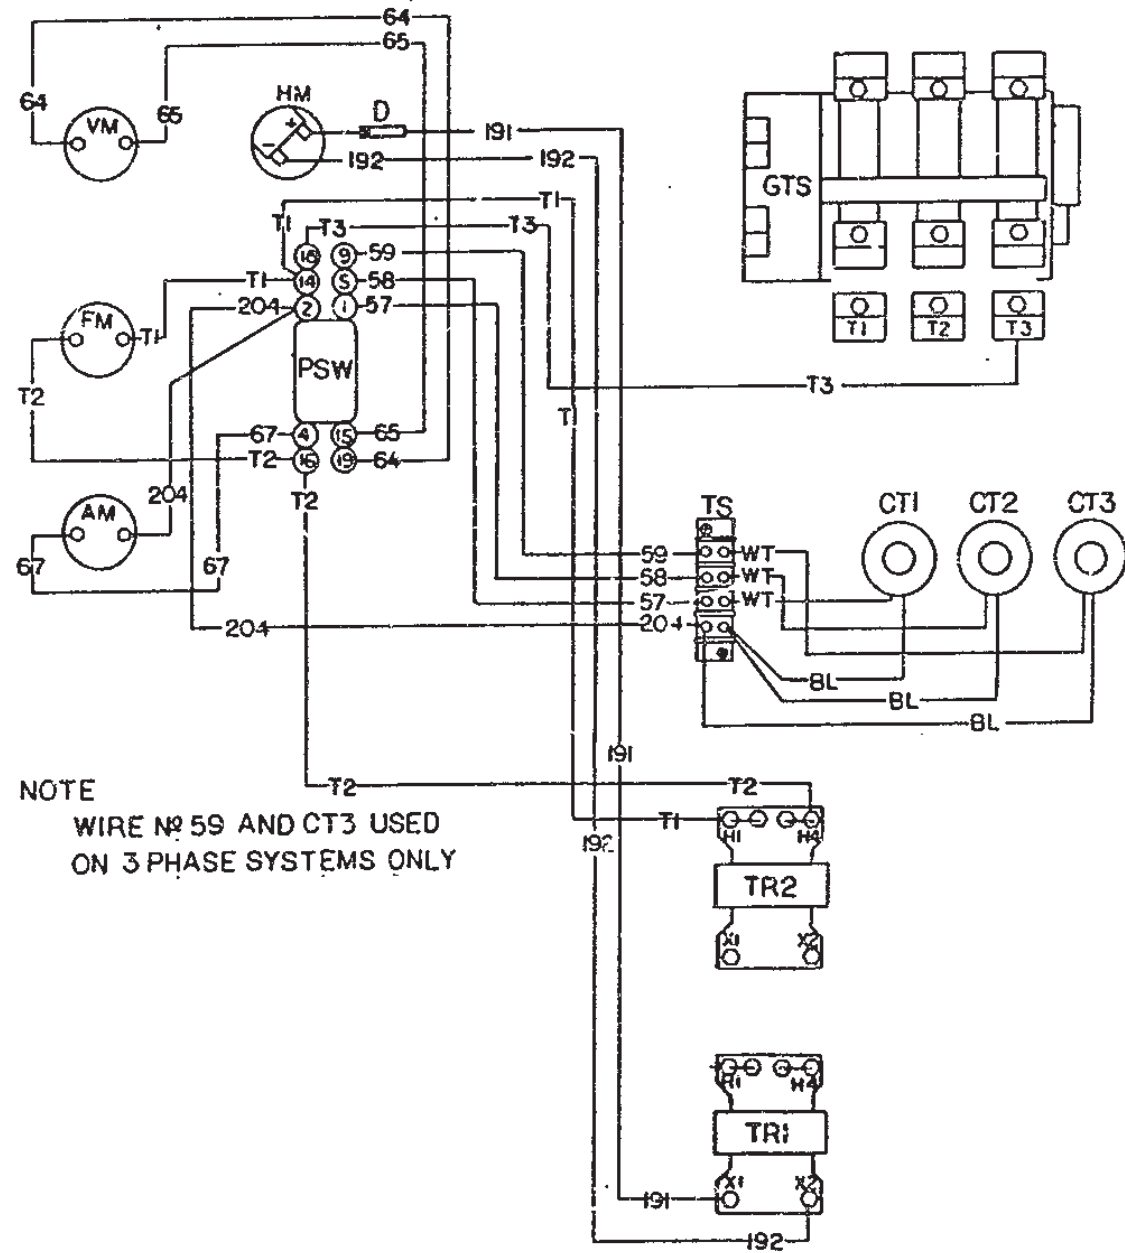 64
65
64
65
VM
HM
D
191
192
192
GTS
T1
T1
T3
T3
18
9
59
T1
14
5
58
204
2
1
57
FM
T1
PSW
T1
T2
T3
T3
T2
67
4
15
65
T2
16
19
64
T2
204
AM
67
67
TS
CT1
CT2
CT3
59
WT
58
WT
57
WT
204
204
BL
BL
BL
191
NOTE
WIRE Nº 59 AND CT3 USED
ON 3 PHASE SYSTEMS ONLY
T2
T2
T1
H1
H4
192
TR2
X1
X2
H1
H4
TR1
X1
X2
191
192